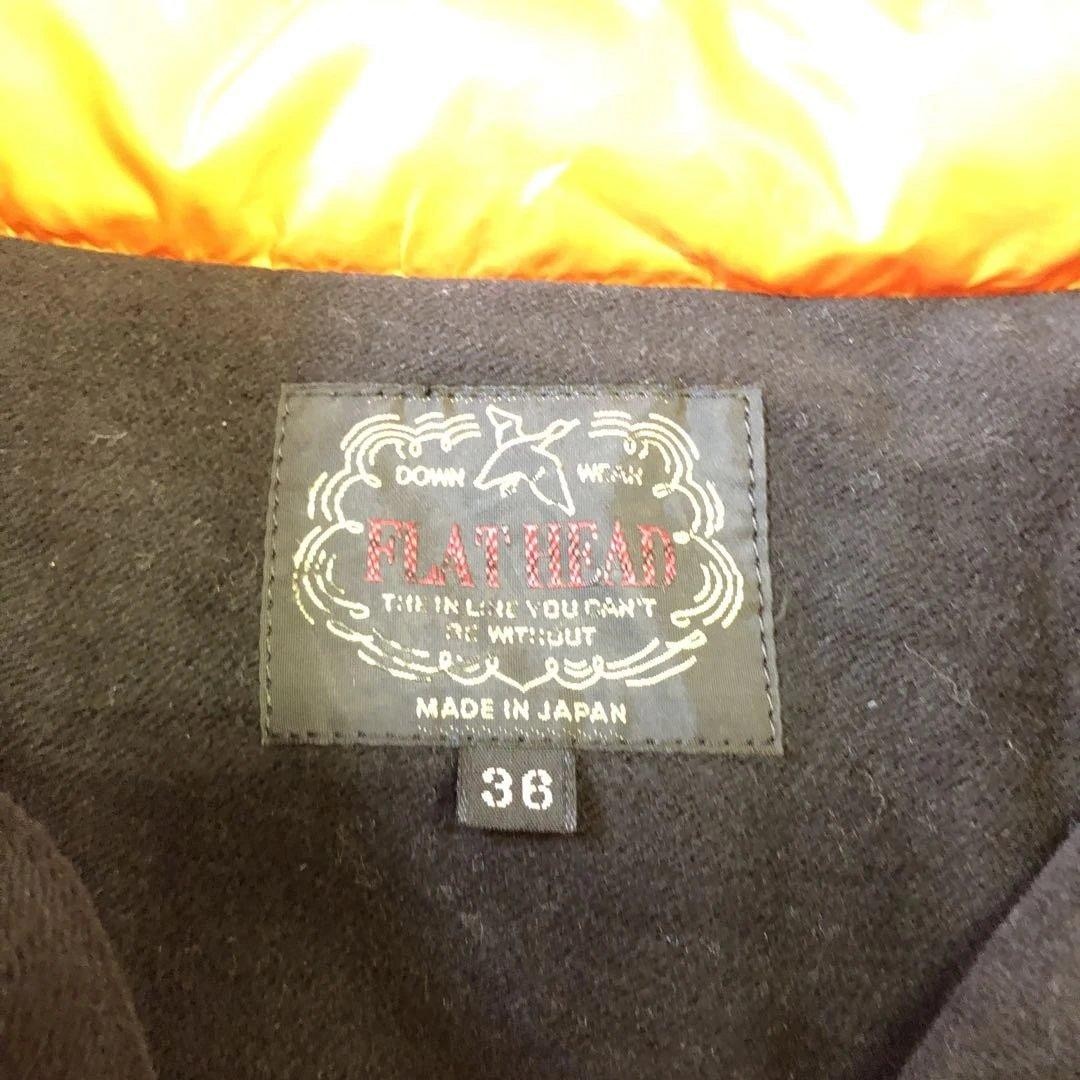 DOWN WEAR
FLAT HEAD
THE IN LINE YOU CAN'T
BE WITHOUT
MADE IN JAPAN
36